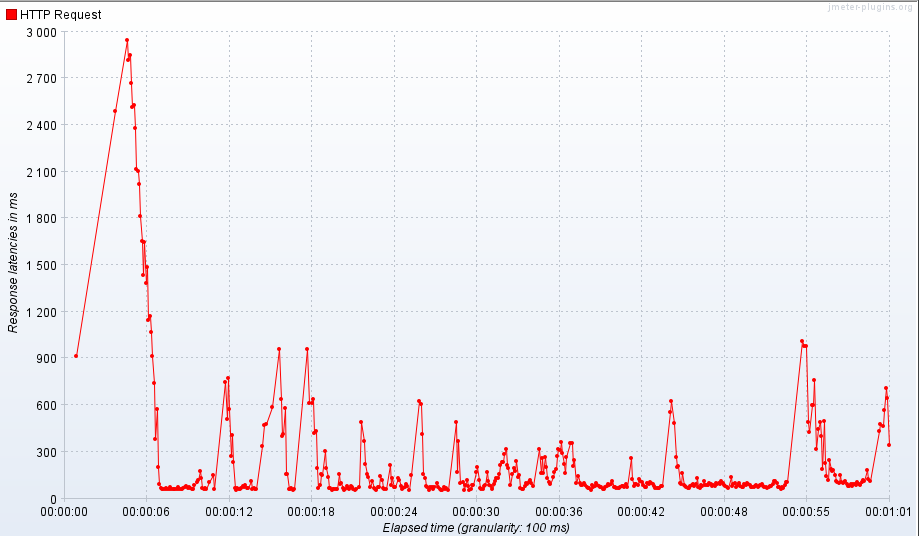 HTTP Request
jmeter-plugins.org
3 000
2 700
2 400
2 100
1 800
1 500
1 200
900
600
300
0
Response latencies in ms
00:00:00 00:00:06 00:00:12 00:00:18 00:00:24 00:00:30 00:00:36 00:00:42 00:00:48 00:00:55 00:01:01
Elapsed time (granularity: 100 ms)